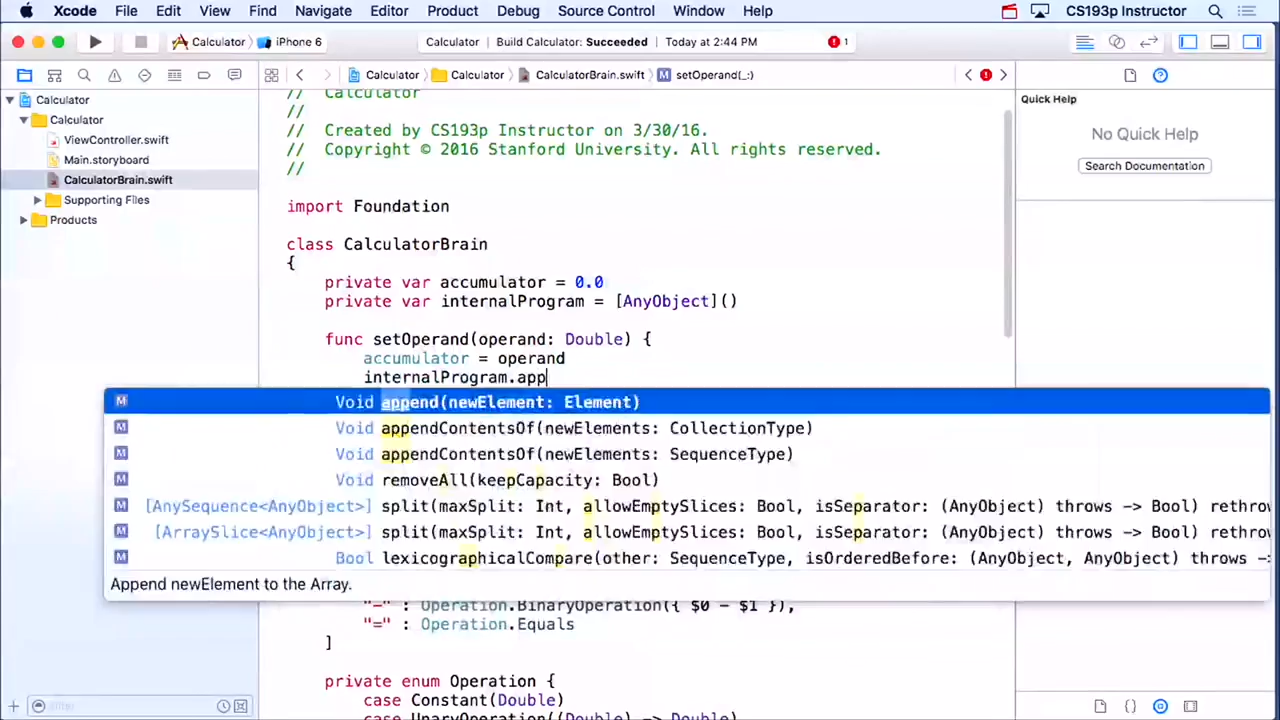 Xcode File Edit View Find Navigate Editor Product Debug Source Control Window Help CS193p Instructor
Calculator iPhone 6 Calculator Build Calculator: Succeeded Today at 2:44 PM 1
Calculator Calculator CalculatorBrain.swift M setOperand(_:)
Calculator
Calculator
ViewController.swift
Main.storyboard
CalculatorBrain.swift
Supporting Files
Products
// Calculator
//
// Created by CS193p Instructor on 3/30/16.
// Copyright © 2016 Stanford University. All rights reserved.
//
import Foundation
class CalculatorBrain
{
private var accumulator = 0.0
private var internalProgram = [AnyObject]()
func setOperand(operand: Double) {
accumulator = operand
internalProgram.app
M Void append(newElement: Element)
M Void appendContentsOf(newElements: CollectionType)
M Void appendContentsOf(newElements: SequenceType)
M Void removeAll(keepCapacity: Bool)
M [AnySequence<AnyObject>] split(maxSplit: Int, allowEmptySlices: Bool, isSeparator: (AnyObject) throws -> Bool) rethrow
M [ArraySlice<AnyObject>] split(maxSplit: Int, allowEmptySlices: Bool, isSeparator: (AnyObject) throws -> Bool) rethrow
M Bool lexicographicalCompare(other: SequenceType, isOrderedBefore: (AnyObject, AnyObject) throws ->
Append newElement to the Array.
"−" : Operation.BinaryOperation({ $0 - $1 }),
"=" : Operation.Equals
]
private enum Operation {
case Constant(Double)
case UnaryOperation((Double) -> Double)
Quick Help
No Quick Help
Search Documentation